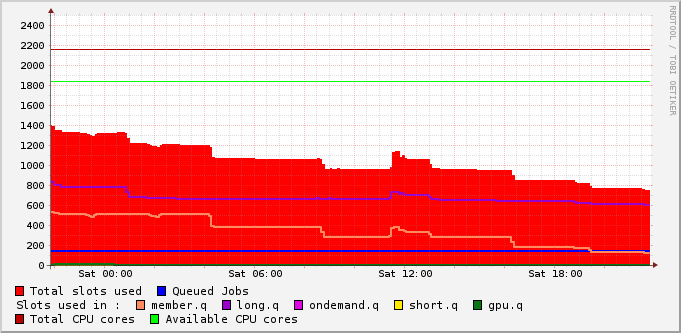 RRDTOOL / TOBI OETIKER
2400
2200
2000
1800
1600
1400
1200
1000
800
600
400
200
0
Sat 00:00 Sat 06:00 Sat 12:00 Sat 18:00
Total slots used Queued Jobs
Slots used in : member.q long.q ondemand.q short.q gpu.q
Total CPU cores Available CPU cores